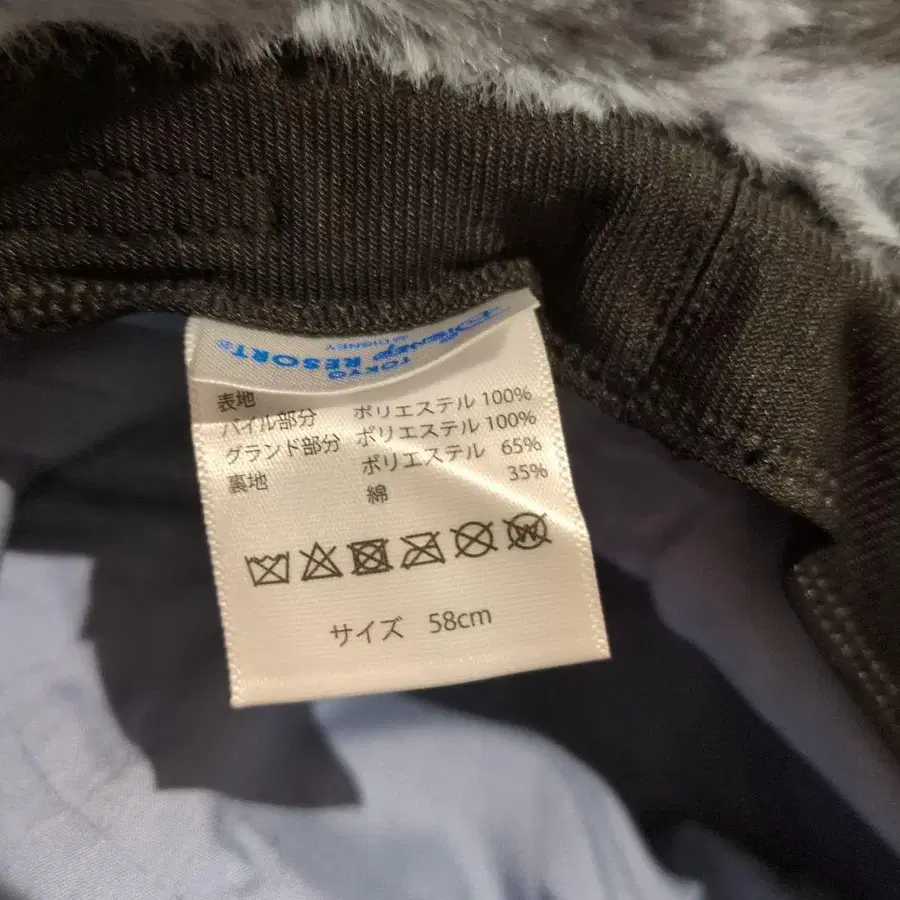 TOKYO
DISNEY
RESORT
© DISNEY
表地
パイル部分 ポリエステル 100%
グランド部分 ポリエステル 100%
裏地 ポリエステル 65%
綿 35%
サイズ 58cm